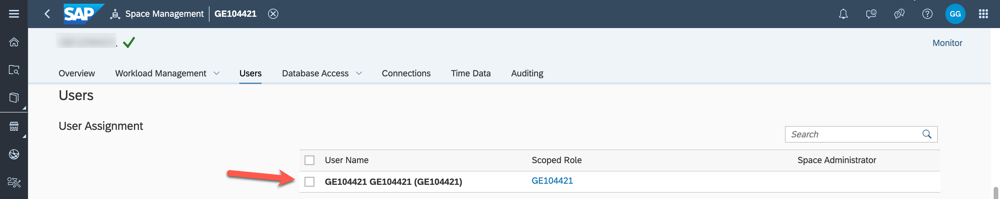 SAP Space Management GE104421 GG
Monitor
Overview Workload Management Users Database Access Connections Time Data Auditing
Users
User Assignment
Search
User Name Scoped Role Space Administrator
GE104421 GE104421 (GE104421) GE104421